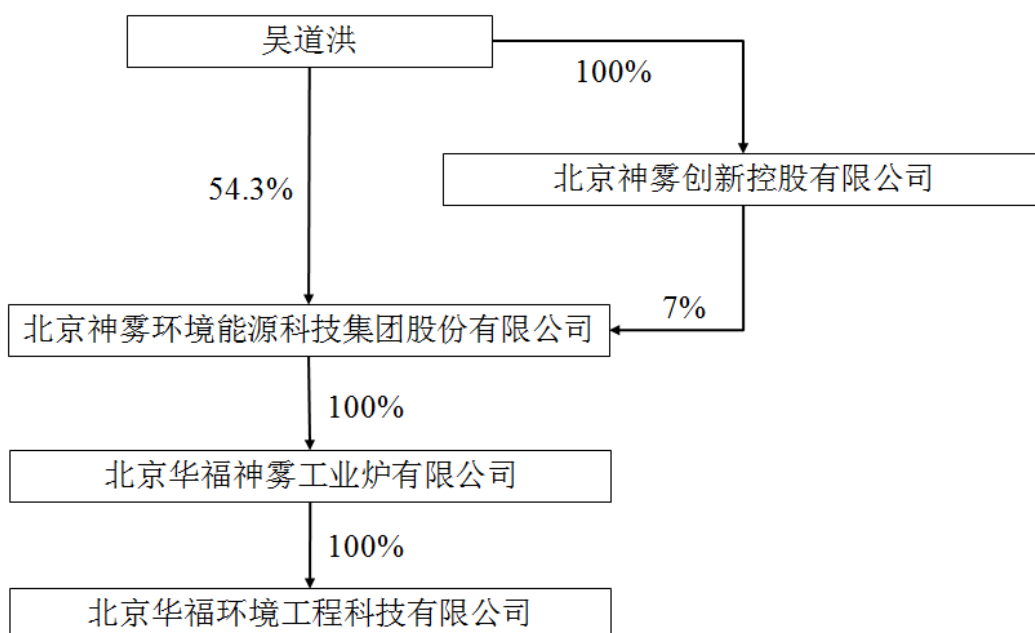 吴道洪
100%
北京神雾创新控股有限公司
54.3%
7%
北京神雾环境能源科技集团股份有限公司
100%
北京华福神雾工业炉有限公司
100%
北京华福环境工程科技有限公司